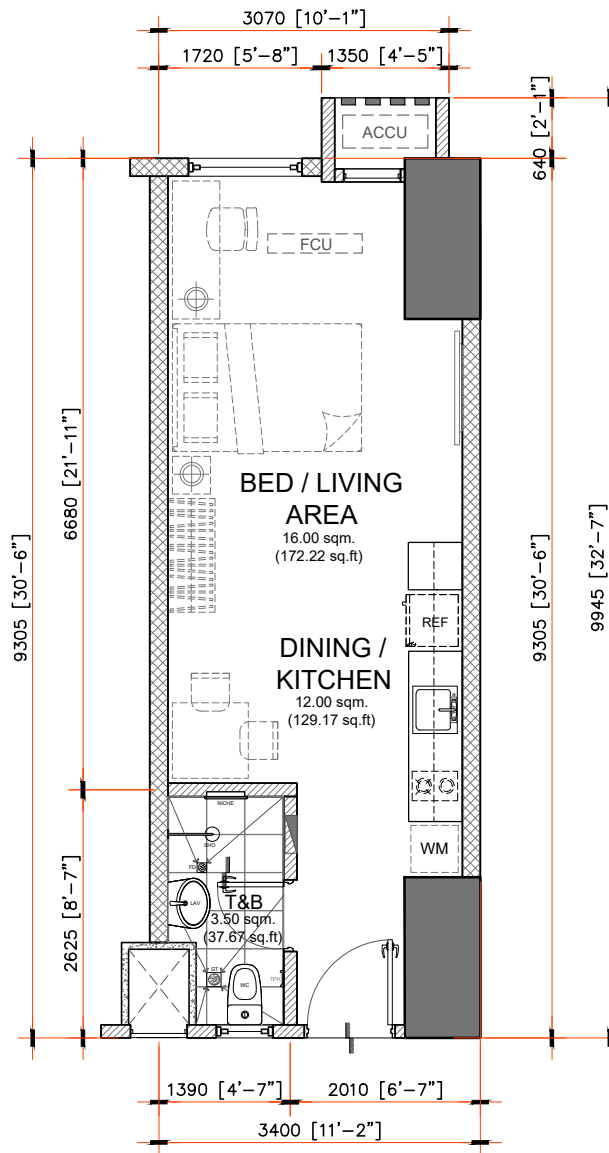 3070 [10'-1"]
1720 [5'-8"]
1350 [4'-5"]
640 [2'-1"]
ACCU
FCU
6680 [21'-11"]
9305 [30'-6"]
9305 [30'-6"]
9945 [32'-7"]
BED / LIVING
AREA
16.00 sqm.
(172.22 sq.ft)
REF
DINING /
KITCHEN
12.00 sqm.
(129.17 sq.ft)
WM
NICHE
SHO
FD
LAV
T&B
3.50 sqm.
(37.67 sq.ft)
GT
WC
TPH
2625 [8'-7"]
1390 [4'-7"]
2010 [6'-7"]
3400 [11'-2"]